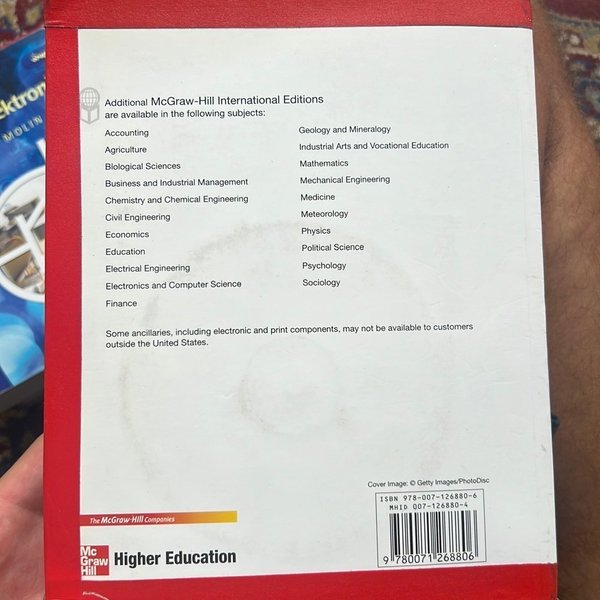 Additional McGraw-Hill International Editions
are available in the following subjects:
Accounting
Agriculture
Biological Sciences
Business and Industrial Management
Chemistry and Chemical Engineering
Civil Engineering
Economics
Education
Electrical Engineering
Electronics and Computer Science
Finance
Geology and Mineralogy
Industrial Arts and Vocational Education
Mathematics
Mechanical Engineering
Medicine
Meteorology
Physics
Political Science
Psychology
Sociology
Some ancillaries, including electronic and print components, may not be available to customers
outside the United States.
Cover Image: © Getty Images/PhotoDisc
ISBN 978-007-126880-6
MHID 007-126880-4
9 780071 268806
The McGraw·Hill Companies
Mc
Graw
Hill
Higher Education
MOLIN